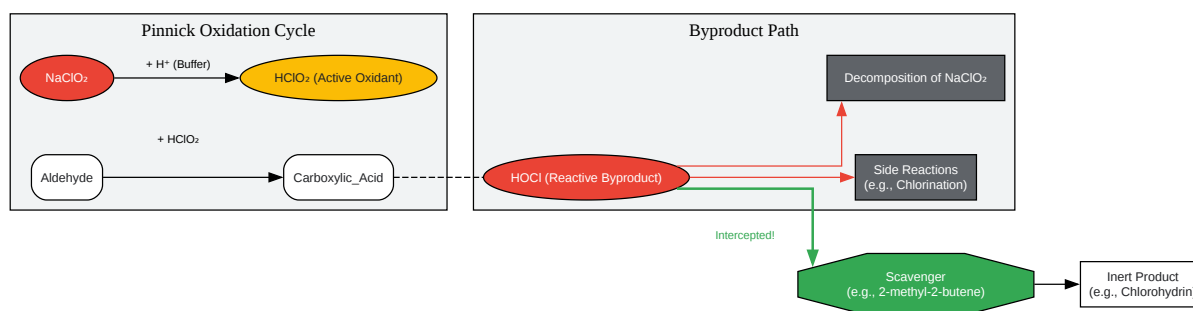 Pinnick Oxidation Cycle
NaClO₂
+ H⁺ (Buffer)
HClO₂ (Active Oxidant)
+ HClO₂
Aldehyde
Carboxylic_Acid
Byproduct Path
Decomposition of NaClO₂
HOCl (Reactive Byproduct)
Side Reactions
(e.g., Chlorination)
Intercepted!
Scavenger
(e.g., 2-methyl-2-butene)
Inert Product
(e.g., Chlorohydrin)